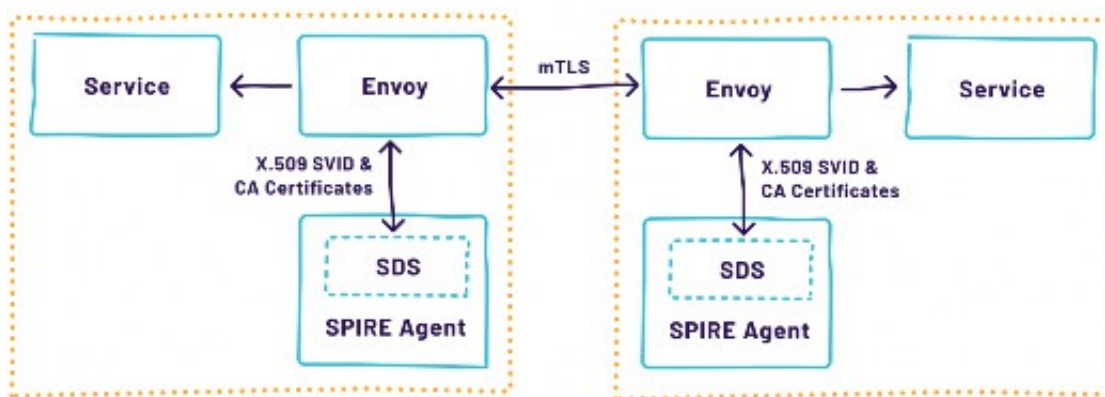 Service
Envoy
mTLS
Envoy
Service
X.509 SVID &
CA Certificates
X.509 SVID &
CA Certificates
SDS
SPIRE Agent
SDS
SPIRE Agent